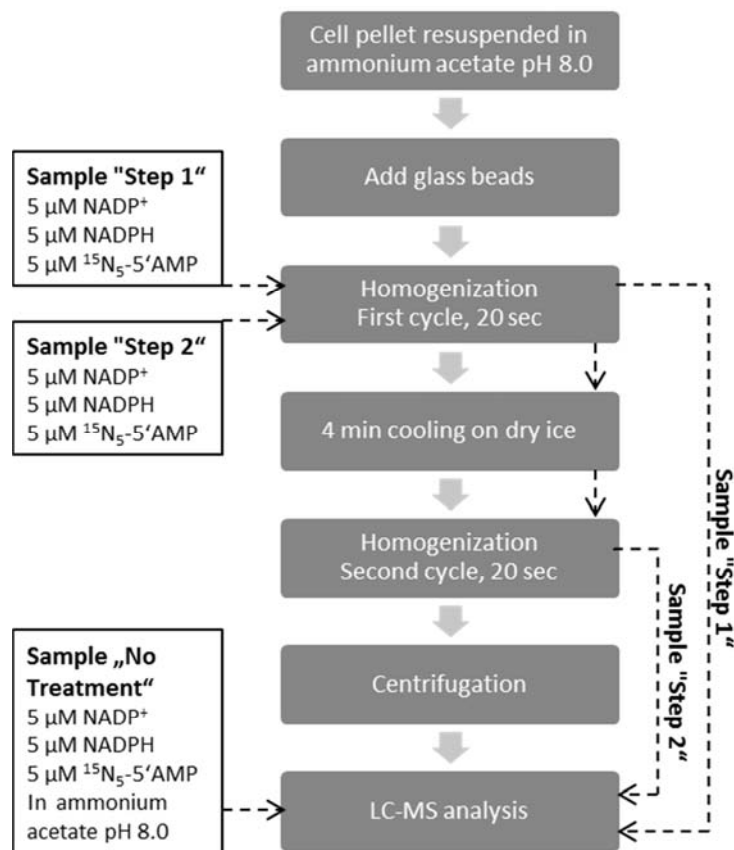 Cell pellet resuspended in
ammonium acetate pH 8.0
Add glass beads
Sample "Step 1“
5 µM NADP⁺
5 µM NADPH
5 µM ¹⁵N₅-5‘AMP
Homogenization
First cycle, 20 sec
Sample "Step 2“
5 µM NADP⁺
5 µM NADPH
5 µM ¹⁵N₅-5‘AMP
4 min cooling on dry ice
Homogenization
Second cycle, 20 sec
Sample "Step 1“
Sample "Step 2“
Centrifugation
Sample „No
Treatment“
5 µM NADP⁺
5 µM NADPH
5 µM ¹⁵N₅-5‘AMP
In ammonium
acetate pH 8.0
LC-MS analysis